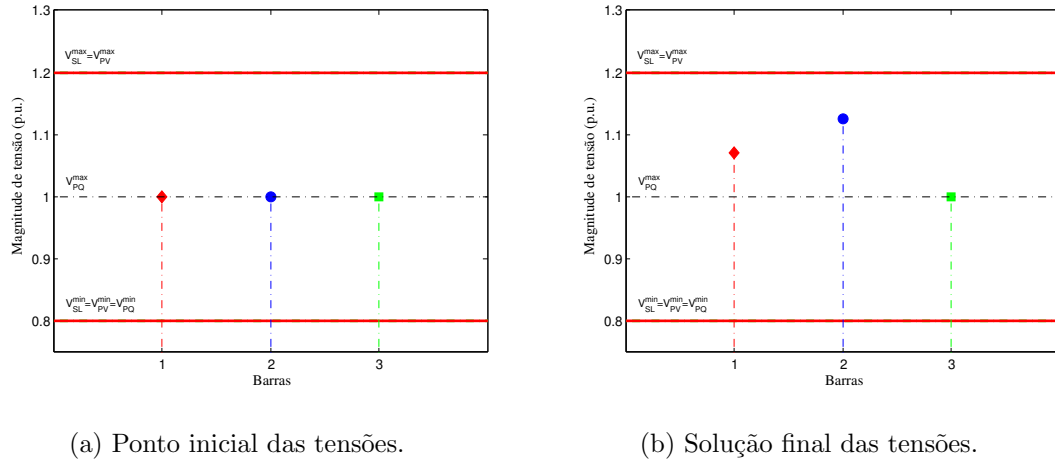 1.3
V_SL^max=V_PV^max
1.2
1.1
V_PQ^max
1
0.9
V_SL^min=V_PV^min=V_PQ^min
0.8
Magnitude de tensão (p.u.)
1 2 3
Barras
(a) Ponto inicial das tensões.
1.3
V_SL^max=V_PV^max
1.2
1.1
V_PQ^max
1
0.9
V_SL^min=V_PV^min=V_PQ^min
0.8
Magnitude de tensão (p.u.)
1 2 3
Barras
(b) Solução final das tensões.